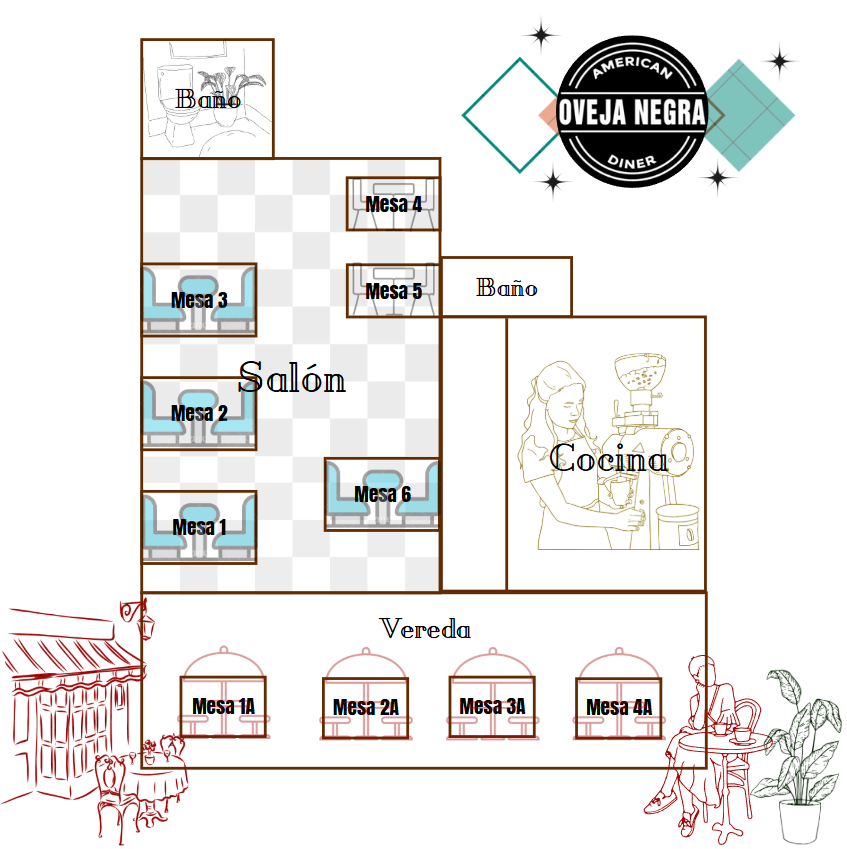 AMERICAN
OVEJA NEGRA
DINER
Baño
Mesa 4
Mesa 3
Mesa 5
Baño
Salón
Mesa 2
Cocina
Mesa 6
Mesa 1
Vereda
Mesa 1A
Mesa 2A
Mesa 3A
Mesa 4A